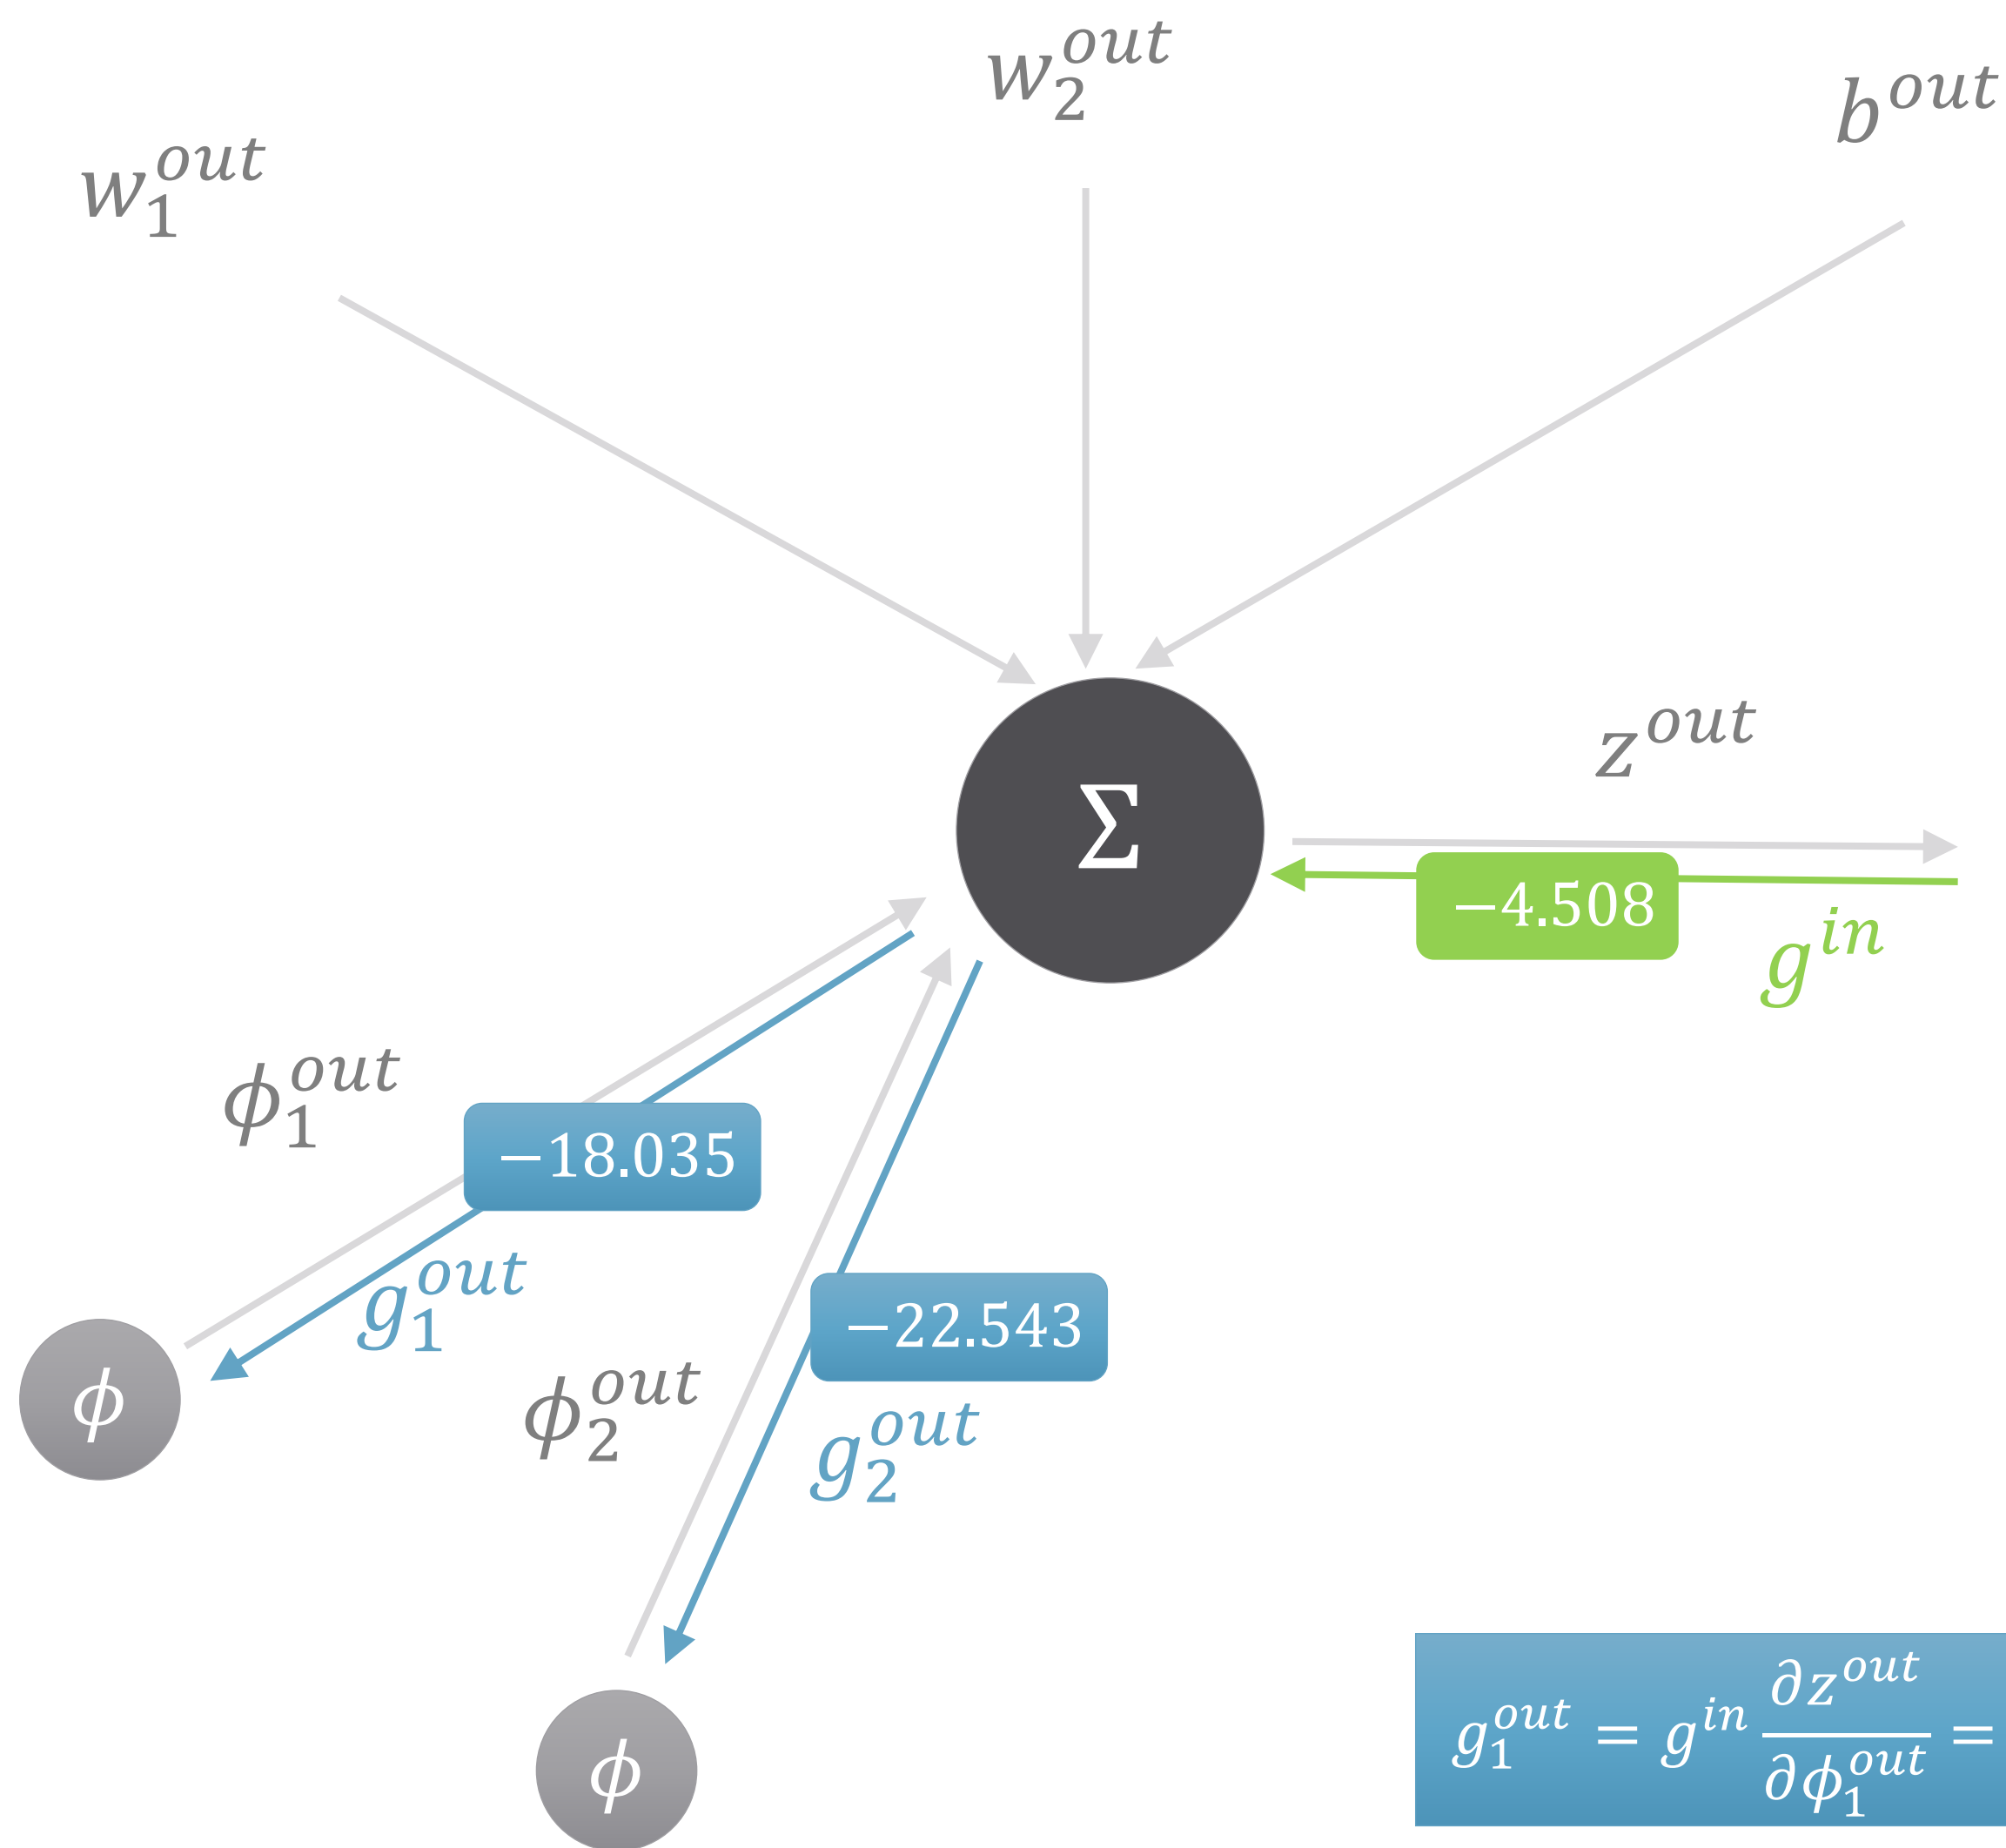 w_2^{out}
b^{out}
w_1^{out}
z^{out}
Σ
−4.508
g^{in}
ϕ_1^{out}
−18.035
g_1^{out}
−22.543
ϕ_2^{out}
g_2^{out}
ϕ
ϕ
g_1^{out} = g^{in} \frac{∂z^{out}}{∂ϕ_1^{out}} =